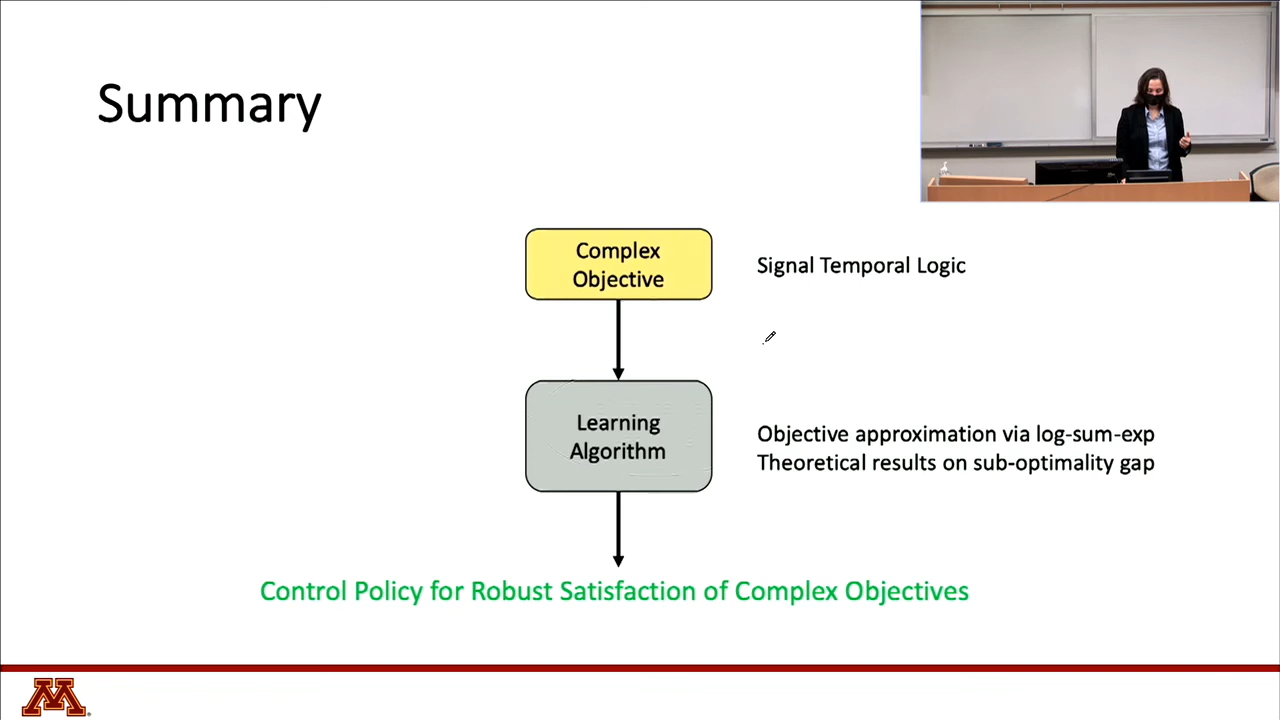 Summary
Complex
Objective
Signal Temporal Logic
Learning
Algorithm
Objective approximation via log-sum-exp
Theoretical results on sub-optimality gap
Control Policy for Robust Satisfaction of Complex Objectives
M